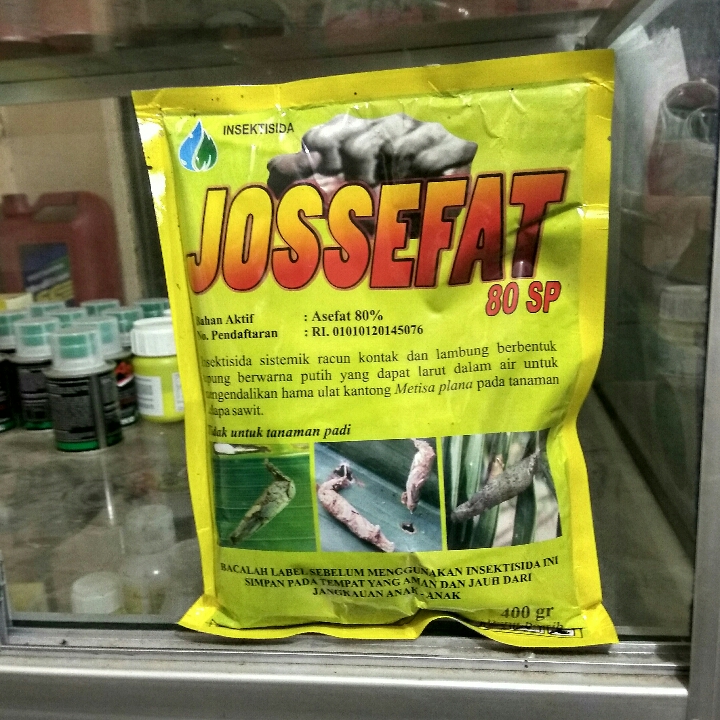 INSEKTISIDA
JOSSEFAT
80 SP
Bahan Aktif : Asefat 80%
No. Pendaftaran : RI. 01010120145076
Insektisida sistemik racun kontak dan lambung berbentuk
tepung berwarna putih yang dapat larut dalam air untuk
mengendalikan hama ulat kantong Metisa plana pada tanaman
kelapa sawit.
Tidak untuk tanaman padi
BACALAH LABEL SEBELUM MENGGUNAKAN INSEKTISIDA INI
SIMPAN PADA TEMPAT YANG AMAN DAN JAUH DARI
JANGKAUAN ANAK - ANAK
400 gr